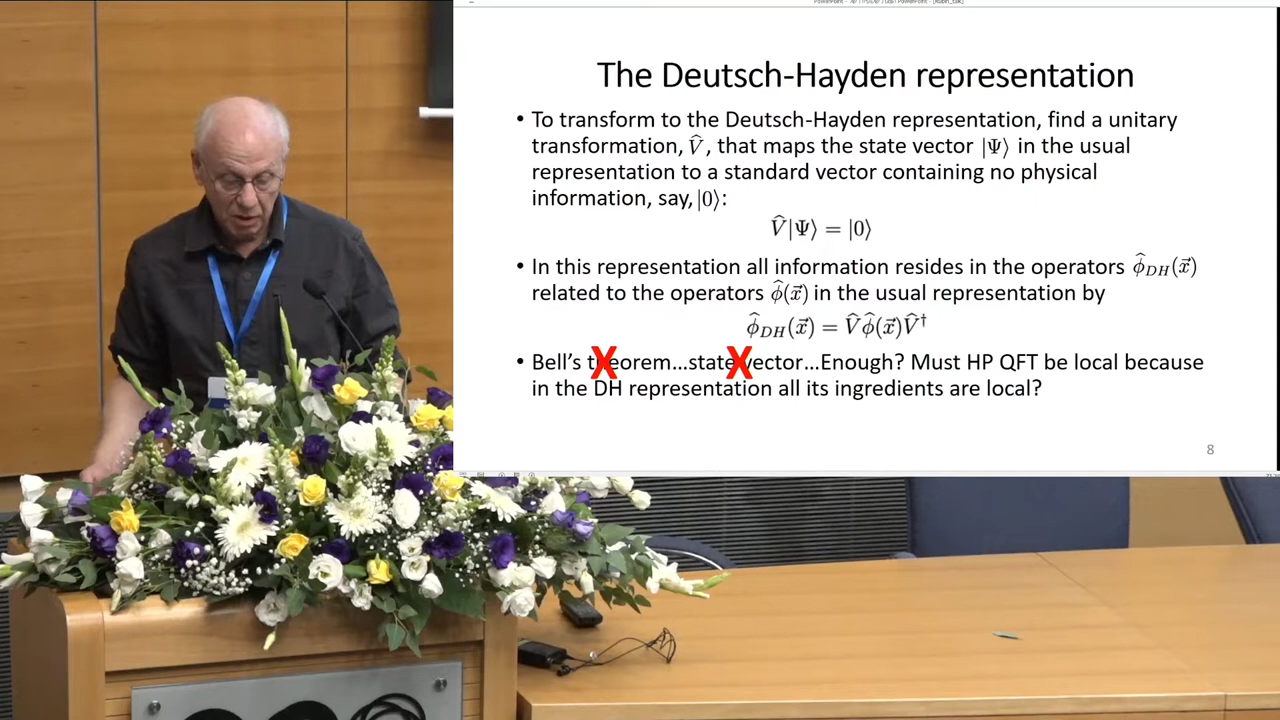 The Deutsch-Hayden representation
• To transform to the Deutsch-Hayden representation, find a unitary
transformation, V̂, that maps the state vector |Ψ⟩ in the usual
representation to a standard vector containing no physical
information, say, |0⟩:
V̂|Ψ⟩ = |0⟩
• In this representation all information resides in the operators ϕ̂_DH(x⃗)
related to the operators ϕ̂(x⃗) in the usual representation by
ϕ̂_DH(x⃗) = V̂ϕ̂(x⃗)V̂†
• Bell’s theorem…state vector…Enough? Must HP QFT be local because
in the DH representation all its ingredients are local?
X X
8